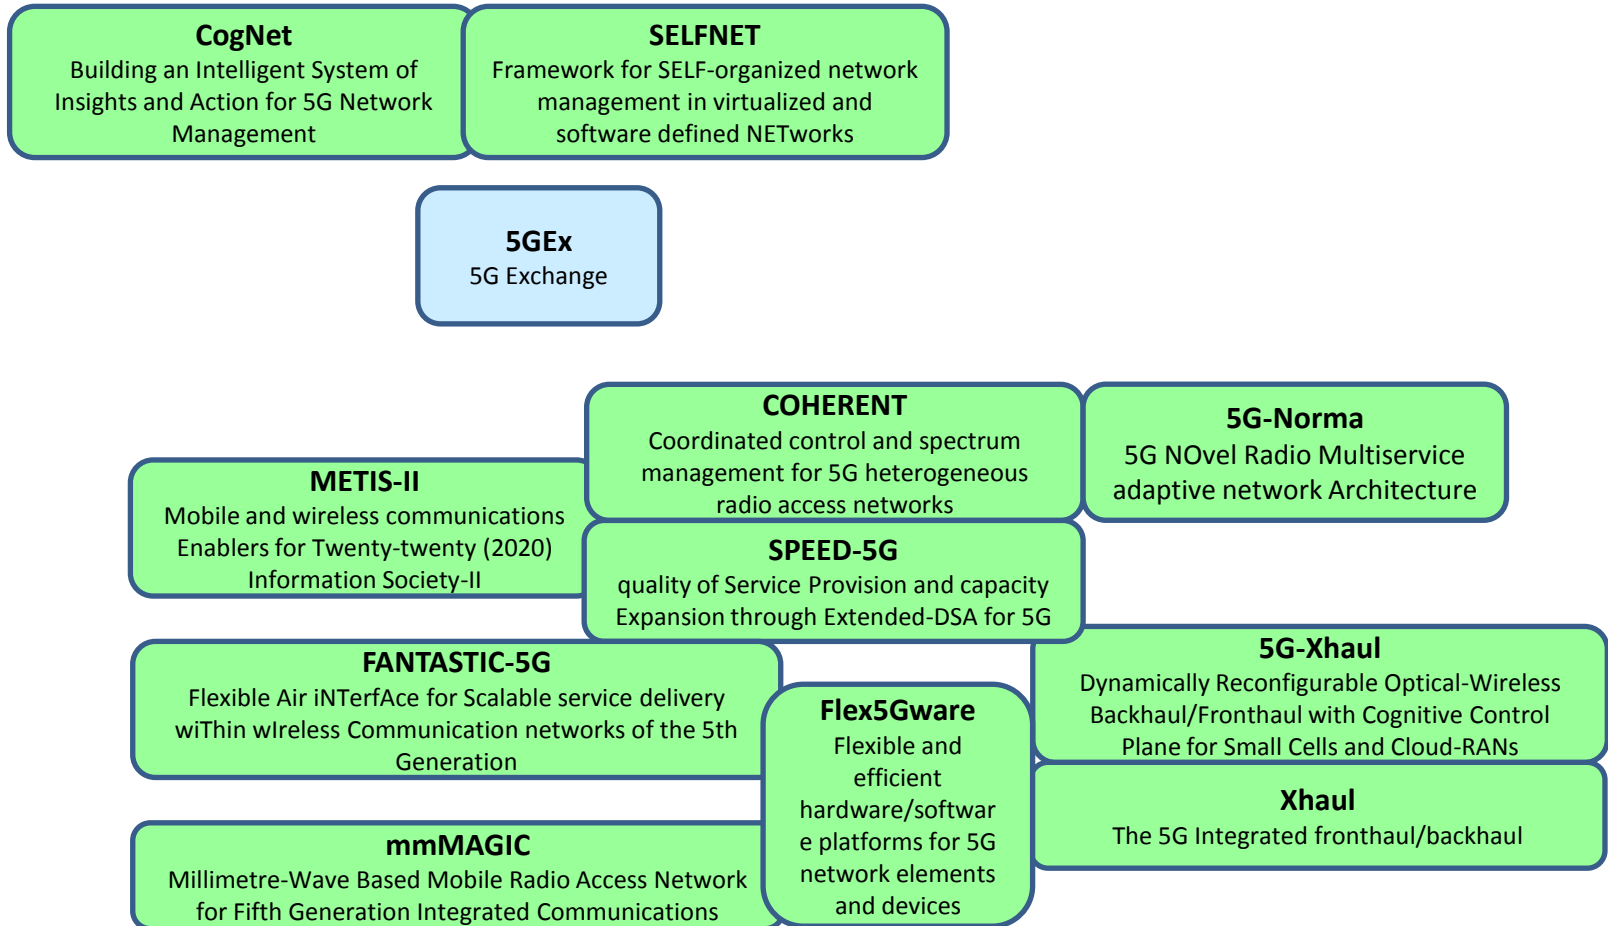 CogNet
Building an Intelligent System of
Insights and Action for 5G Network
Management
SELFNET
Framework for SELF-organized network
management in virtualized and
software defined NETworks
5GEx
5G Exchange
COHERENT
Coordinated control and spectrum
management for 5G heterogeneous
radio access networks
5G-Norma
5G NOvel Radio Multiservice
adaptive network Architecture
METIS-II
Mobile and wireless communications
Enablers for Twenty-twenty (2020)
Information Society-II
SPEED-5G
quality of Service Provision and capacity
Expansion through Extended-DSA for 5G
FANTASTIC-5G
Flexible Air iNTerfAce for Scalable service delivery
wiThin wIreless Communication networks of the 5th
Generation
Flex5Gware
Flexible and
efficient
hardware/softwar
e platforms for 5G
network elements
and devices
5G-Xhaul
Dynamically Reconfigurable Optical-Wireless
Backhaul/Fronthaul with Cognitive Control
Plane for Small Cells and Cloud-RANs
Xhaul
The 5G Integrated fronthaul/backhaul
mmMAGIC
Millimetre-Wave Based Mobile Radio Access Network
for Fifth Generation Integrated Communications